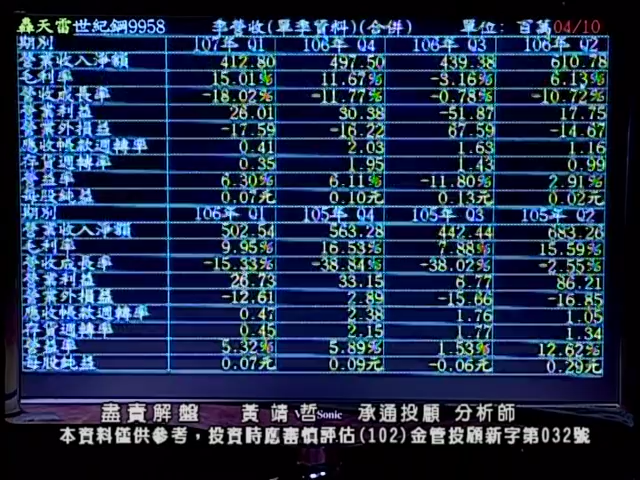 轟天雷世紀鋼9958 季營收(單季資料)(合併) 單位: 百萬04/10
期別 107年 Q1 106年 Q4 106年 Q3 106年 Q2
營業收入淨額 412.80 497.50 439.38 610.78
毛利率 15.01% 11.67% -3.16% 6.13%
營收成長率 -18.02% -11.77% -0.78% -10.72%
營業利益 26.01 30.38 -51.87 17.75
營業外損益 -17.59 -16.22 67.59 -14.67
應收帳款週轉率 0.41 2.03 1.63 1.16
存貨週轉率 0.35 1.95 1.43 0.99
營益率 6.30% 6.11% -11.80% 2.91%
每股純益 0.07元 0.10元 0.13元 0.02元
期別 106年 Q1 105年 Q4 105年 Q3 105年 Q2
營業收入淨額 502.54 563.28 442.44 683.26
毛利率 9.95% 16.53% 7.88% 15.59%
營收成長率 -15.33% -38.84% -38.02% -2.55%
營業利益 26.73 33.15 6.77 86.21
營業外損益 -12.61 2.89 -15.66 -16.85
應收帳款週轉率 0.47 2.38 1.76 1.05
存貨週轉率 0.45 2.15 1.77 1.34
營益率 5.32% 5.89% 1.53% 12.62%
每股純益 0.07元 0.09元 -0.06元 0.29元
盡責解盤 黃靖哲 承通投顧 分析師
本資料僅供參考，投資時應審慎評估(102)金管投顧新字第032號